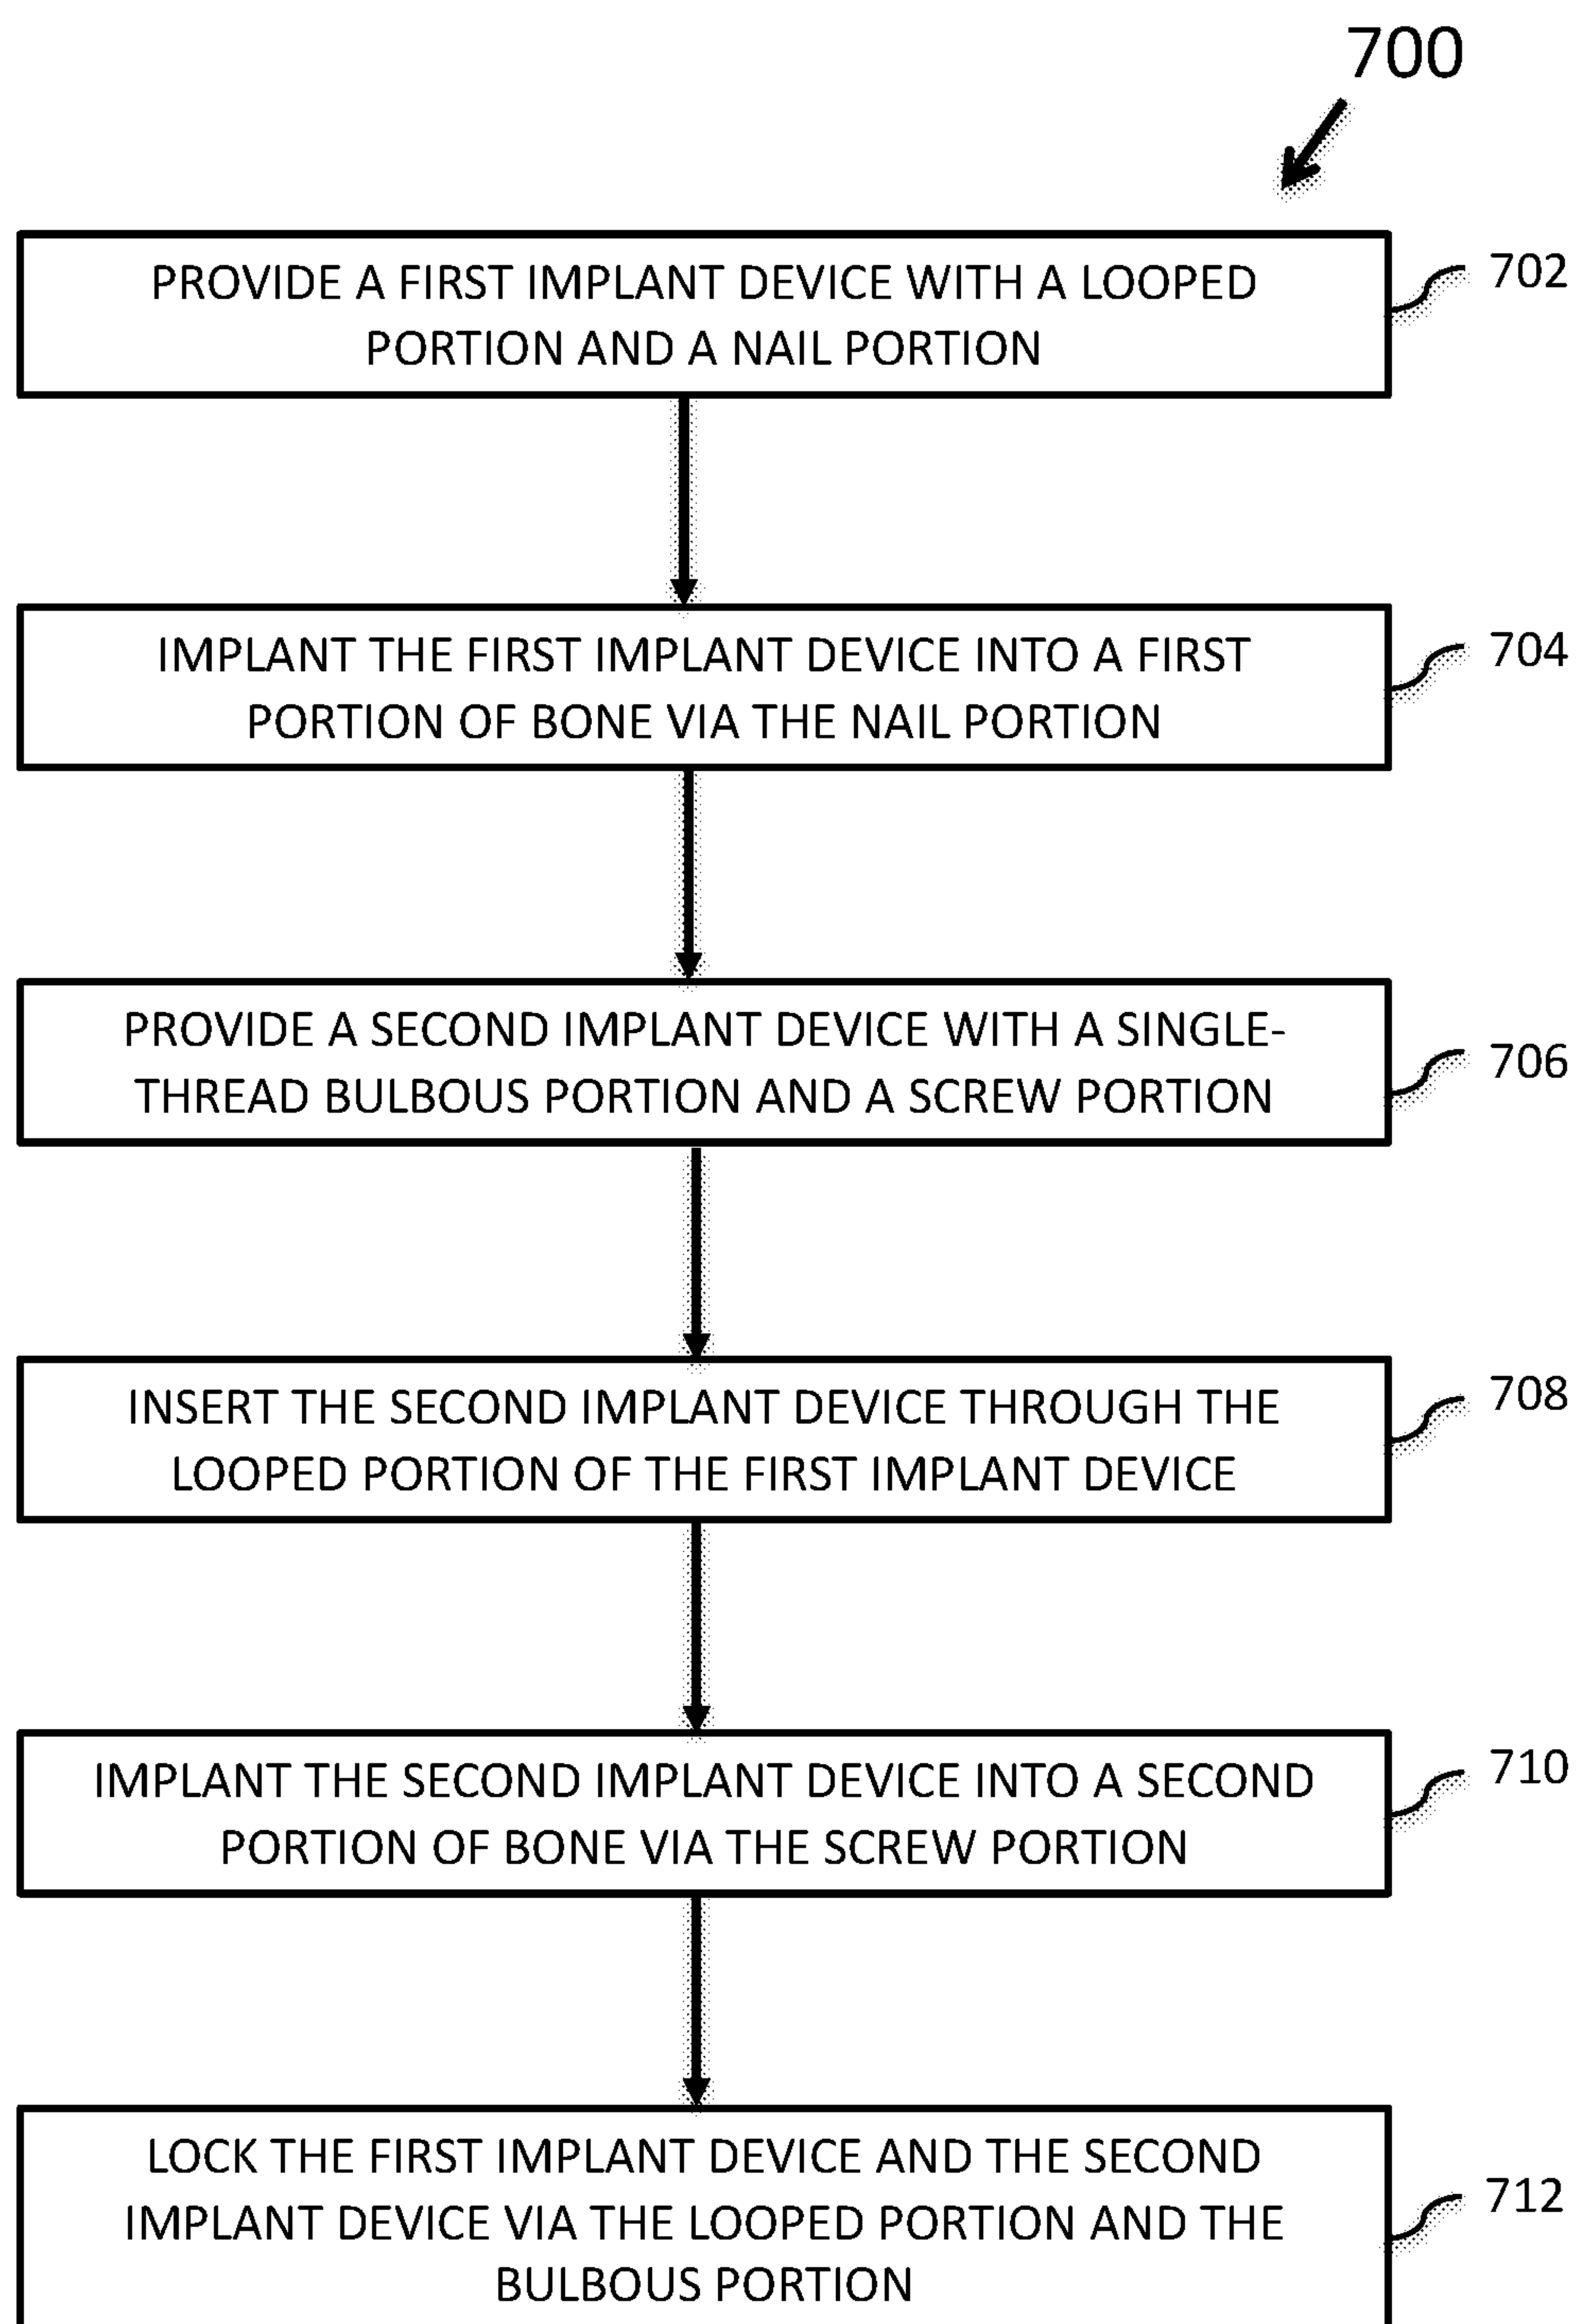 700
PROVIDE A FIRST IMPLANT DEVICE WITH A LOOPED
PORTION AND A NAIL PORTION
702
IMPLANT THE FIRST IMPLANT DEVICE INTO A FIRST
PORTION OF BONE VIA THE NAIL PORTION
704
PROVIDE A SECOND IMPLANT DEVICE WITH A SINGLE-
THREAD BULBOUS PORTION AND A SCREW PORTION
706
INSERT THE SECOND IMPLANT DEVICE THROUGH THE
LOOPED PORTION OF THE FIRST IMPLANT DEVICE
708
IMPLANT THE SECOND IMPLANT DEVICE INTO A SECOND
PORTION OF BONE VIA THE SCREW PORTION
710
LOCK THE FIRST IMPLANT DEVICE AND THE SECOND
IMPLANT DEVICE VIA THE LOOPED PORTION AND THE
BULBOUS PORTION
712